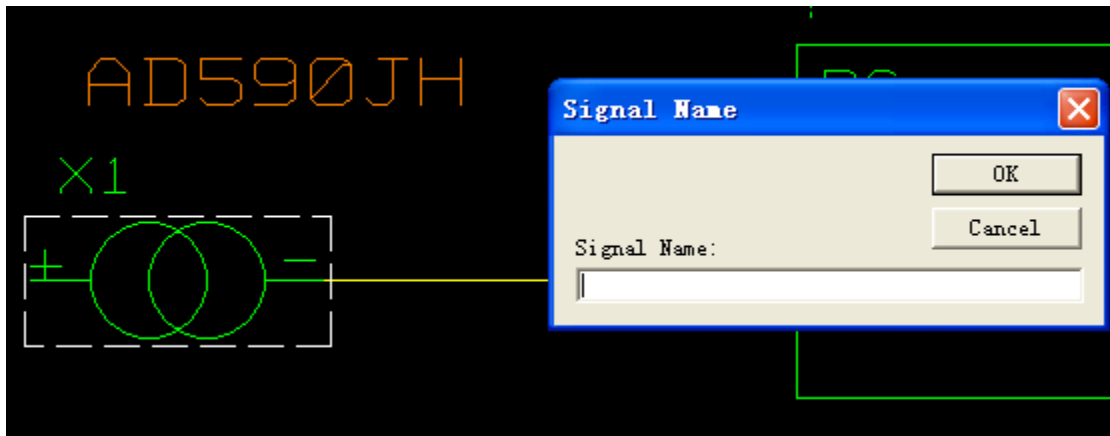 AD590JH
Signal Name
X1
OK
Cancel
Signal Name:
+
−